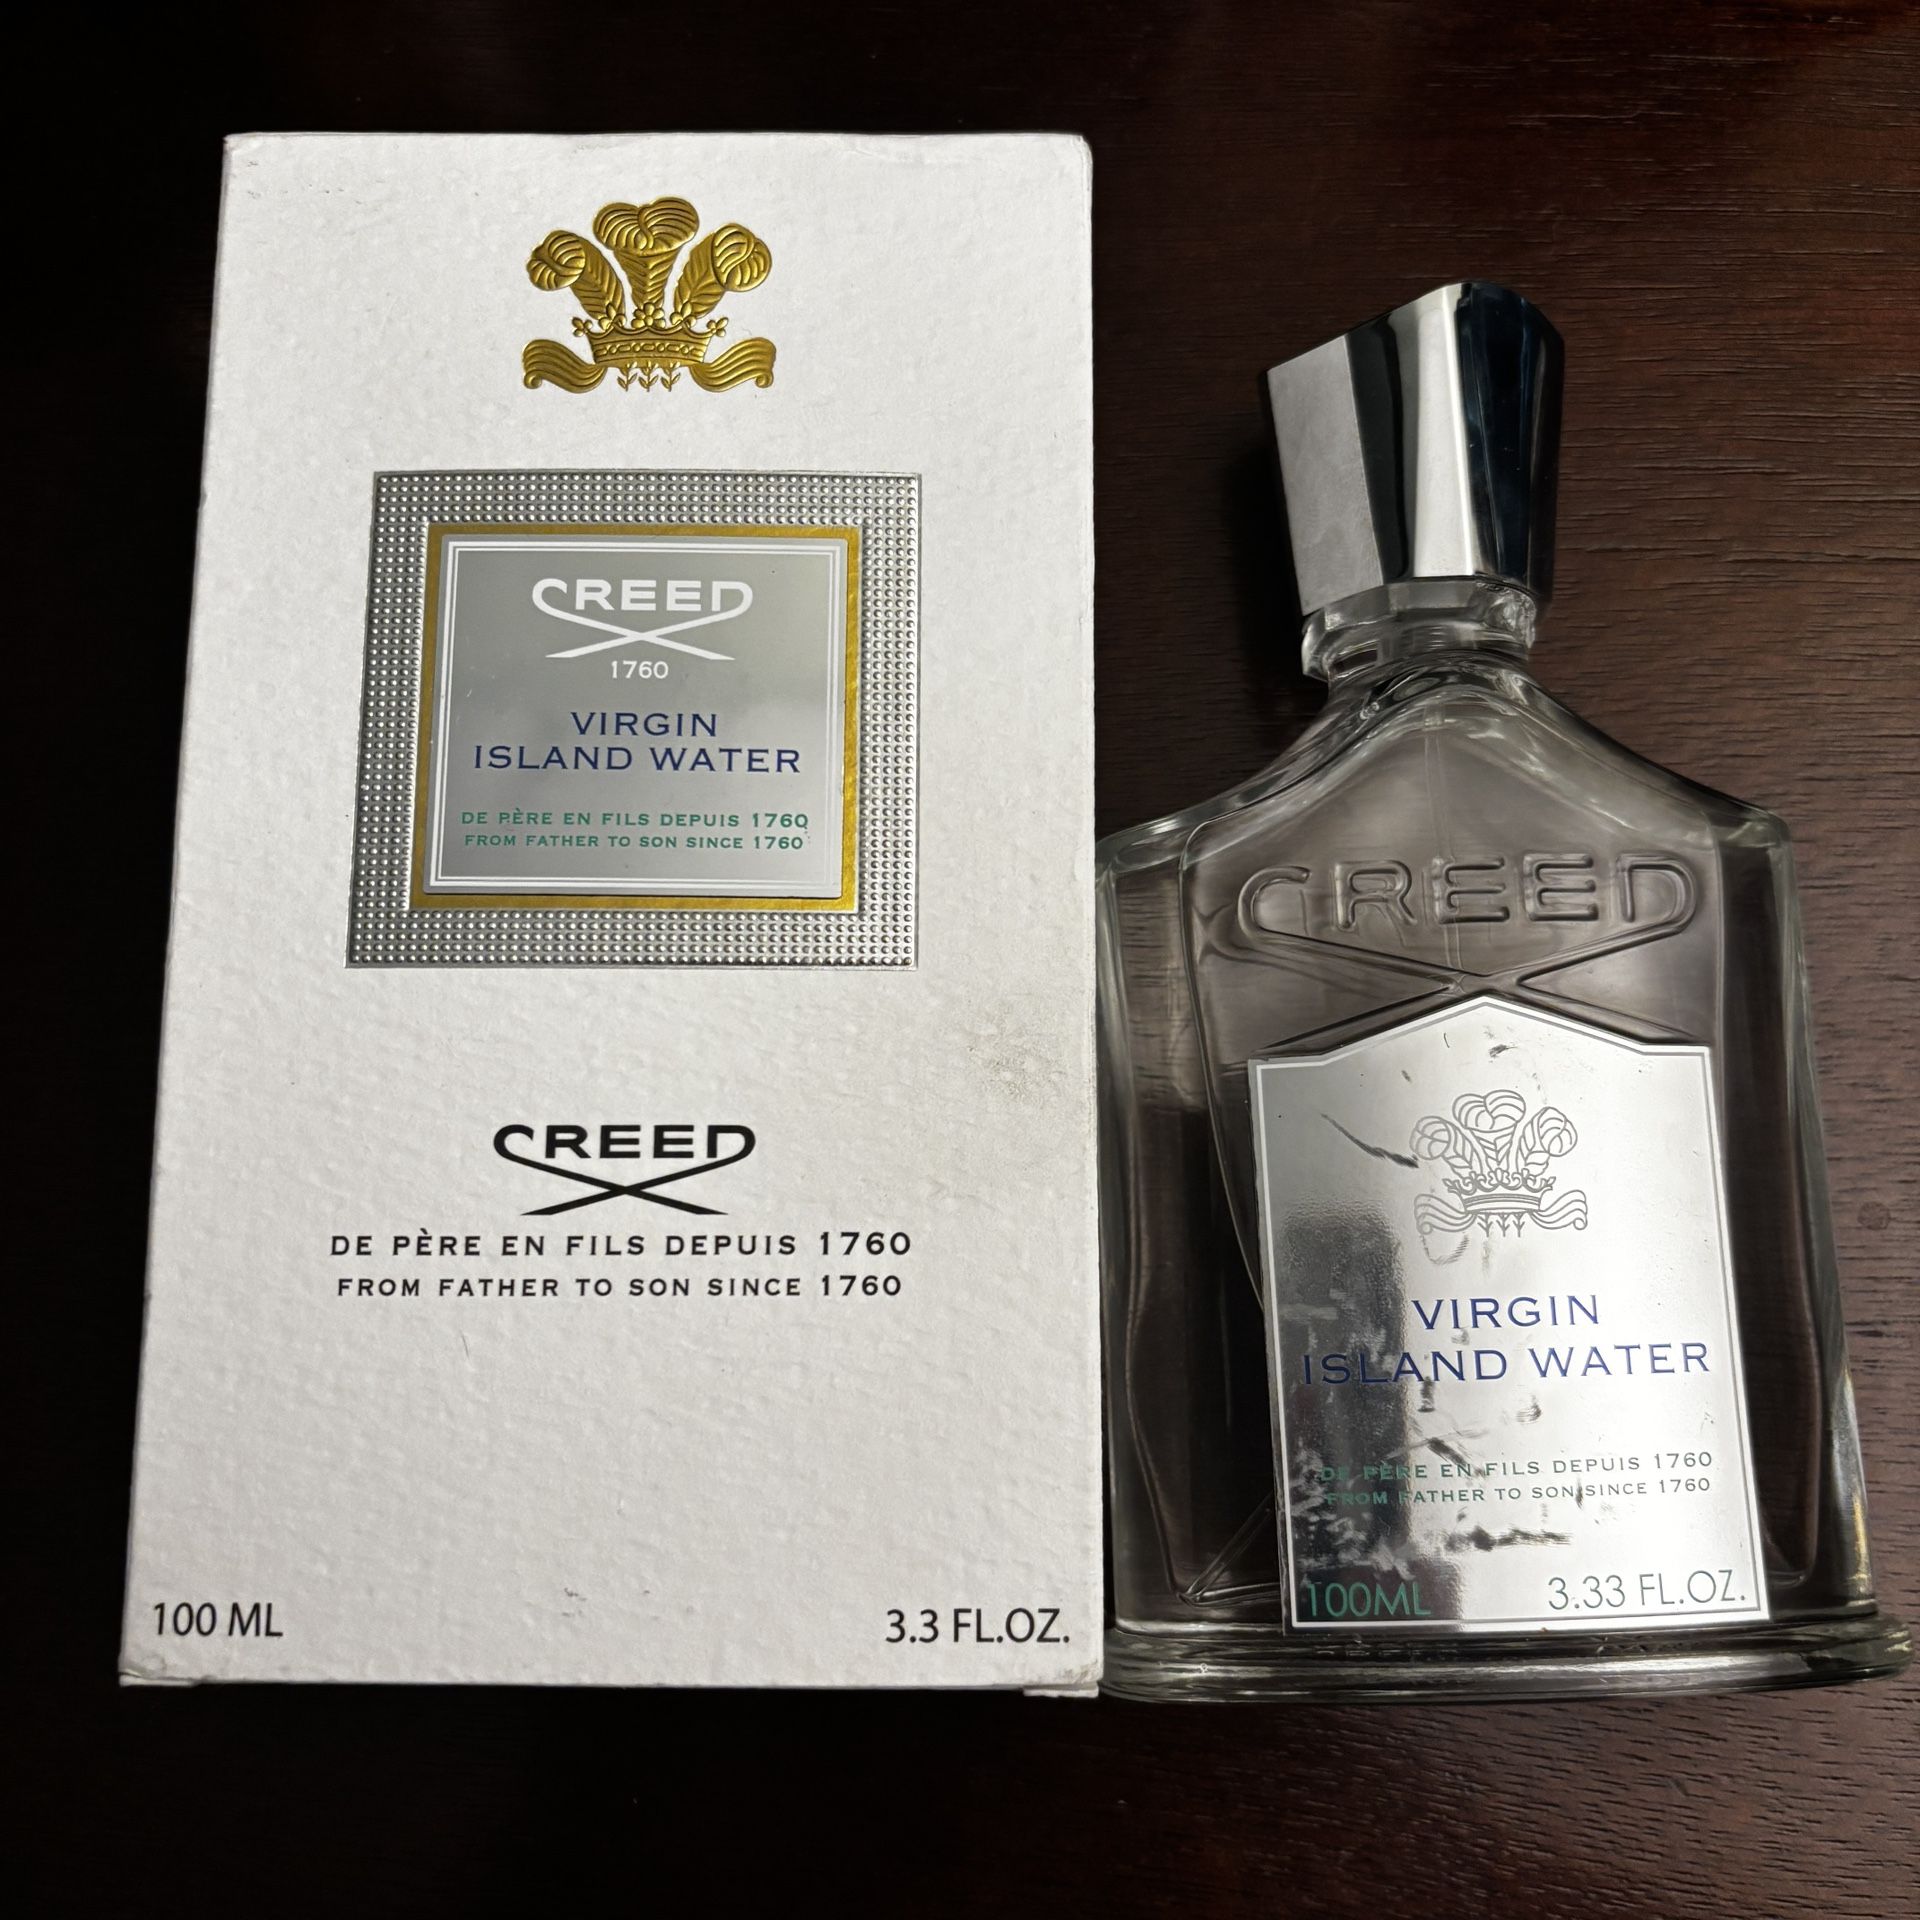 CREED
1760
VIRGIN
ISLAND WATER
DE PÈRE EN FILS DEPUIS 1760
FROM FATHER TO SON SINCE 1760
CREED
DE PÈRE EN FILS DEPUIS 1760
FROM FATHER TO SON SINCE 1760
100 ML
3.3 FL.OZ.
CREED
VIRGIN
ISLAND WATER
DE PÈRE EN FILS DEPUIS 1760
FROM FATHER TO SON SINCE 1760
100ML
3.33 FL.OZ.